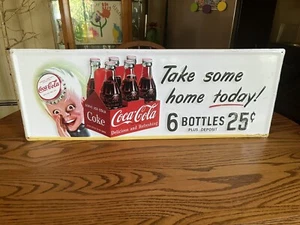 Coca-Cola
Coke
Coca-Cola
Delicious and Refreshing
Take some
home today!
6 BOTTLES 25¢
PLUS DEPOSIT